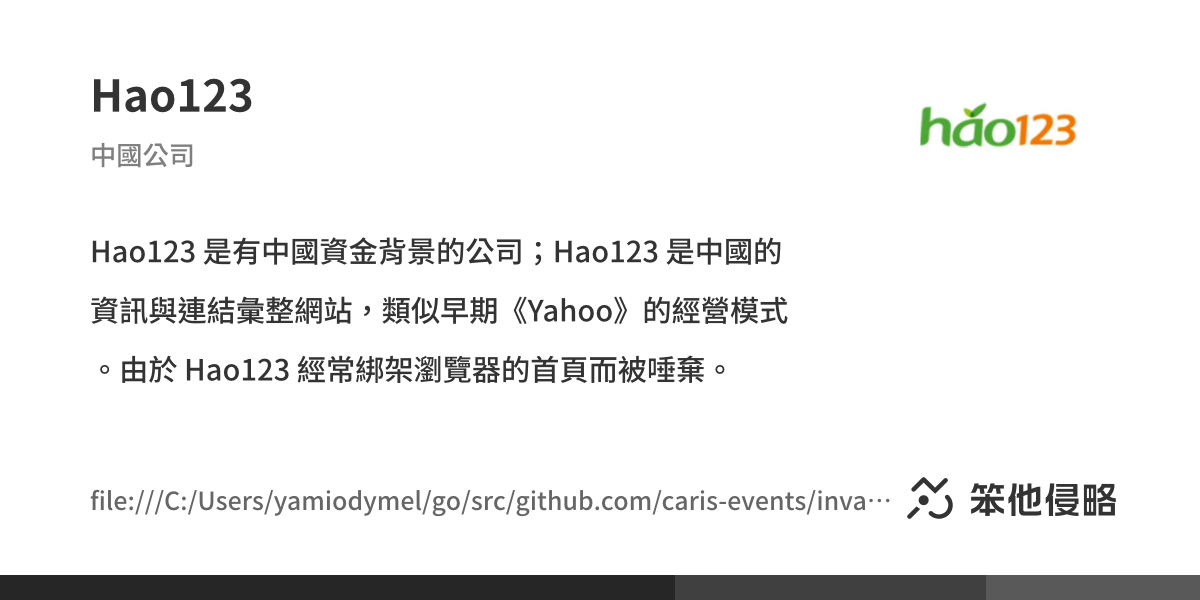 Hao123
中國公司
hao123
Hao123 是有中國資金背景的公司；Hao123 是中國的
資訊與連結彙整網站，類似早期《Yahoo》的經營模式
。由於 Hao123 經常綁架瀏覽器的首頁而被唾棄。
file:///C:/Users/yamiodymel/go/src/github.com/caris-events/inva…
笨他侵略